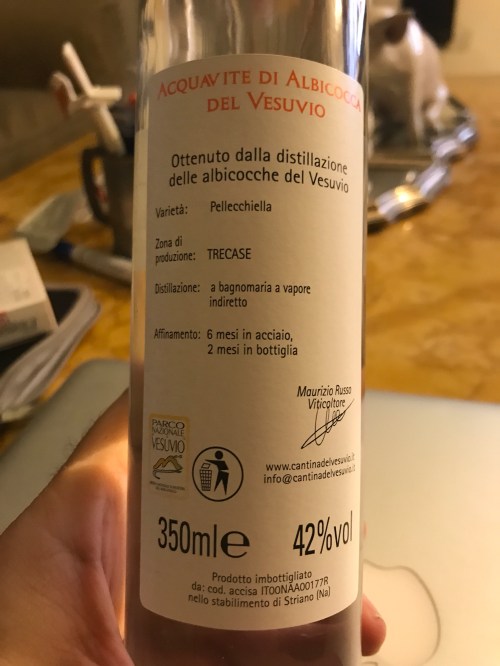 ACQUAVITE DI ALBICOCCA
DEL VESUVIO
Ottenuto dalla distillazione
delle albicocche del Vesuvio
Varietà: Pellecchiella
Zona di
produzione: TRECASE
Distillazione: a bagnomaria a vapore
indiretto
Affinamento: 6 mesi in acciaio,
2 mesi in bottiglia
Maurizio Russo
Viticoltore
www.cantinadelvesuvio.it
info@cantinadelvesuvio.it
PARCO
NAZIONALE
VESUVIO
350ml e 42%vol
Prodotto imbottigliato
da: cod. accisa IT00NAA00177R
nello stabilimento di Striano (Na)